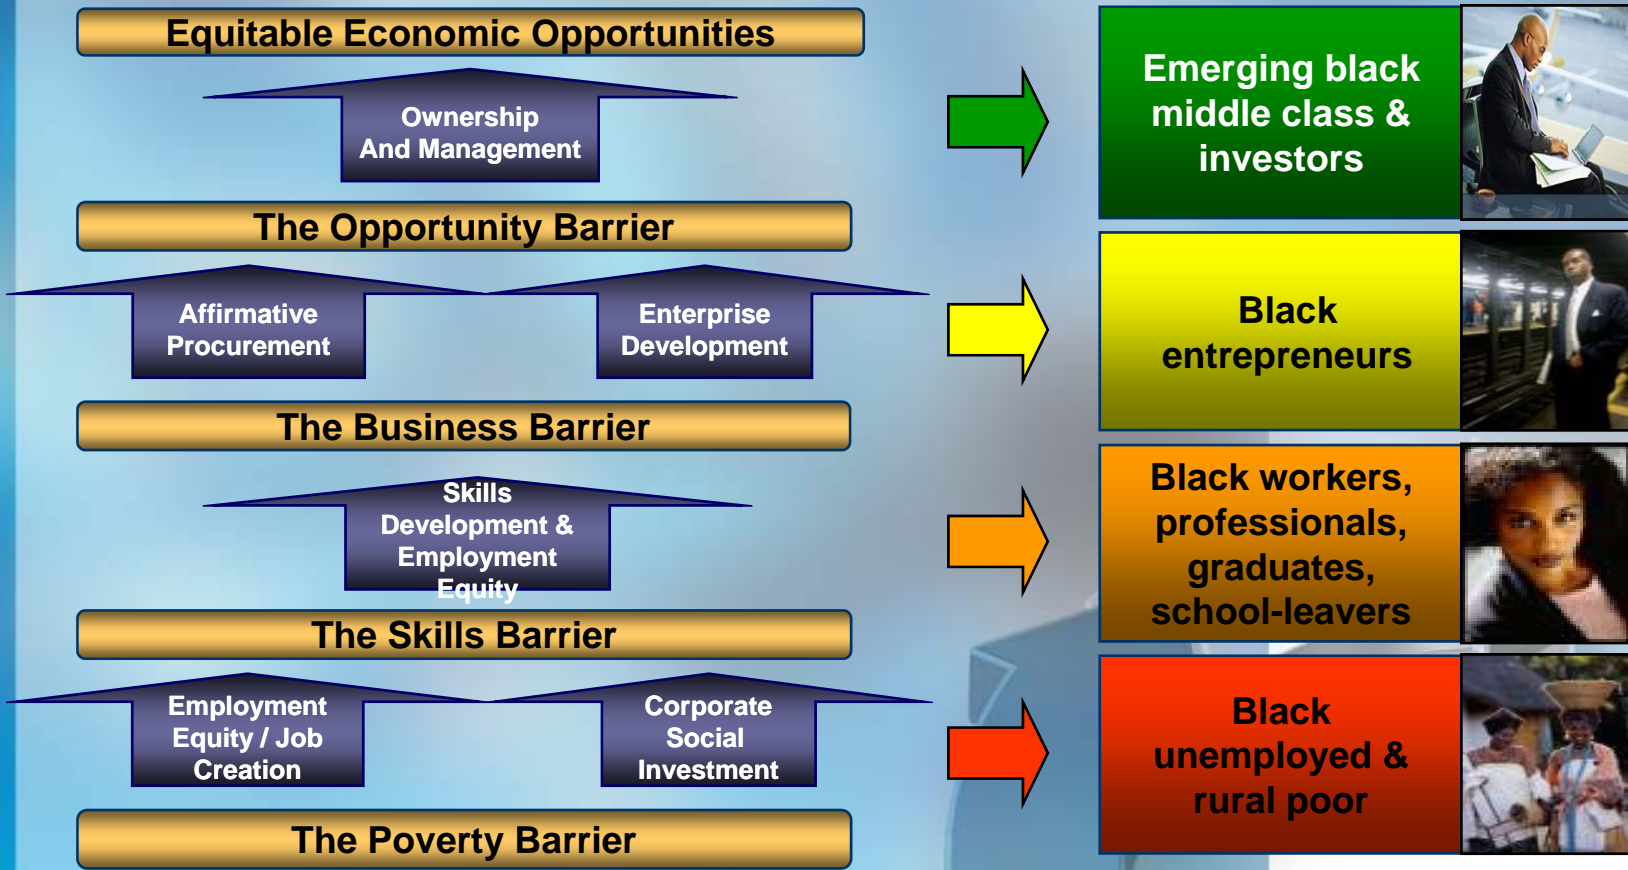 Equitable Economic Opportunities
Ownership
And Management
Emerging black
middle class &
investors
The Opportunity Barrier
Affirmative
Procurement
Enterprise
Development
Black
entrepreneurs
The Business Barrier
Skills
Development &
Employment
Equity
Black workers,
professionals,
graduates,
school-leavers
The Skills Barrier
Employment
Equity / Job
Creation
Corporate
Social
Investment
Black
unemployed &
rural poor
The Poverty Barrier